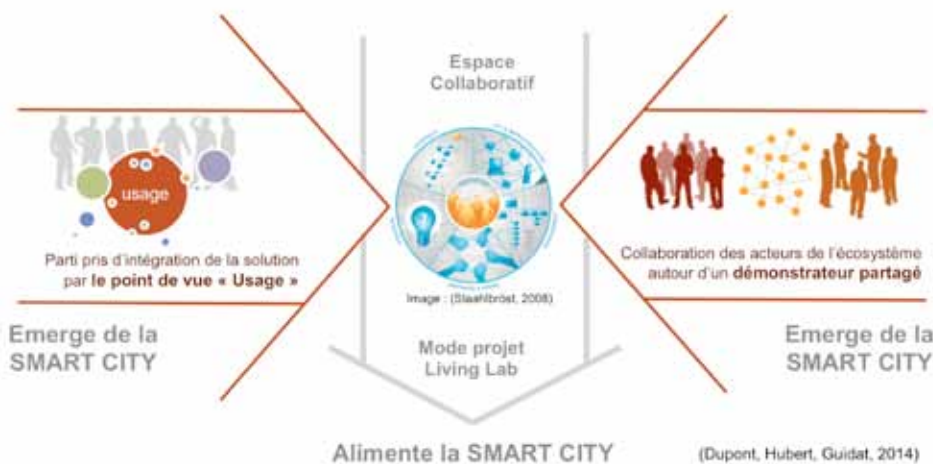 Espace
Collaboratif
usage
Parti pris d'intégration de la solution
par le point de vue « Usage »
Image : (Staahlbröst, 2008)
Collaboration des acteurs de l'écosystème
autour d'un démonstrateur partagé
Emerge de la
SMART CITY
Mode projet
Living Lab
Emerge de la
SMART CITY
Alimente la SMART CITY
(Dupont, Hubert, Guidat, 2014)